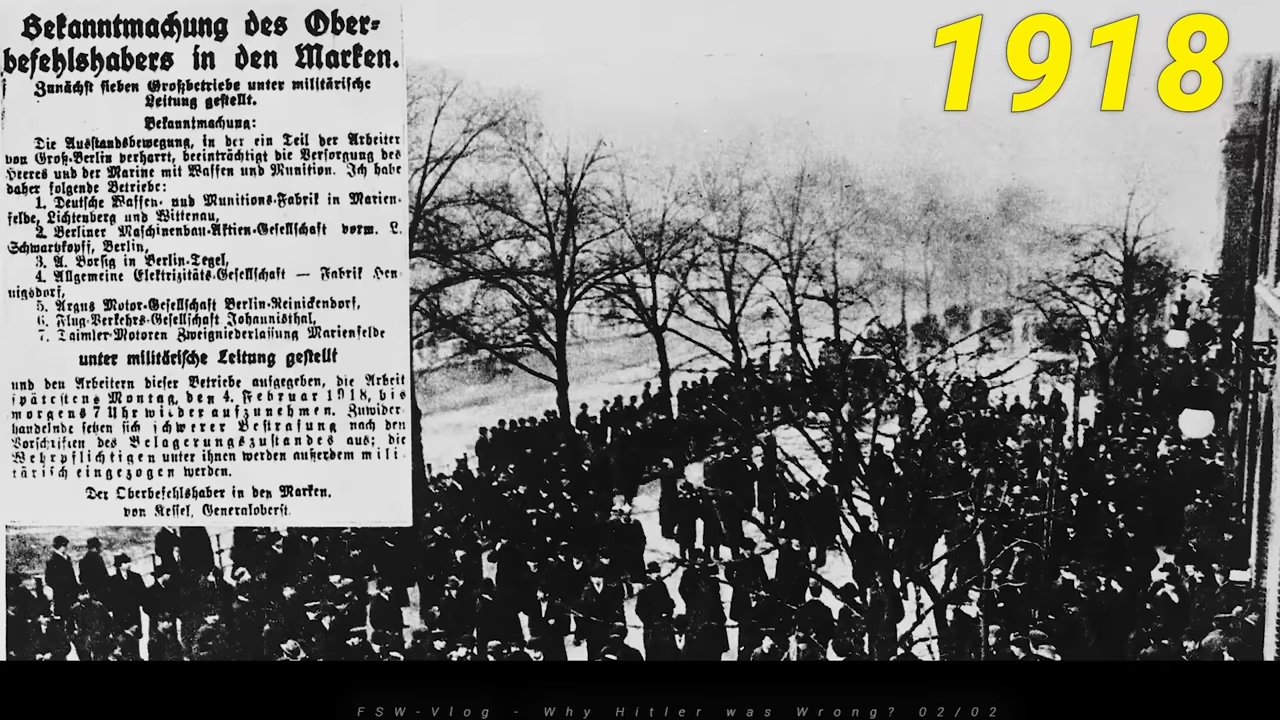 Bekanntmachung des Ober-
befehlshabers in den Marken.
Zunächst sieben Großbetriebe unter militärische
Leitung gestellt.
Bekanntmachung:
Die Ausstandsbewegung, in der ein Teil der Arbeiter
von Groß-Berlin verharrt, beeinträchtigt die Versorgung des
Heeres und der Marine mit Waffen und Munition. Ich habe
daher folgende Betriebe:
1. Deutsche Waffen- und Munitions-Fabrik in Marien-
felde, Lichtenberg und Wittenau,
2. Berliner Maschinenbau-Aktien-Gesellschaft vorm. L.
Schwartzkopff, Berlin,
3. A. Borsig in Berlin-Tegel,
4. Allgemeine Elektrizitäts-Gesellschaft — Fabrik Hen-
nigsdorf,
5. Argus Motor-Gesellschaft Berlin-Reinickendorf,
6. Flug-Verkehrs-Gesellschaft Johannisthal,
7. Daimler-Motoren Zweigniederlassung Marienfelde
unter militärische Leitung gestellt
und den Arbeitern dieser Betriebe aufgegeben, die Arbeit
spätestens Montag, den 4. Februar 1918, bis
morgens 7 Uhr wieder aufzunehmen. Zuwider-
handelnde setzen sich schwerer Bestrafung nach den
Vorschriften des Belagerungszustandes aus; die
Wehrpflichtigen unter ihnen werden außerdem mili-
tärisch eingezogen werden.
Der Oberbefehlshaber in den Marken.
von Kessel, Generaloberst.
1918
FSW-Vlog - Why Hitler was Wrong? 02/02